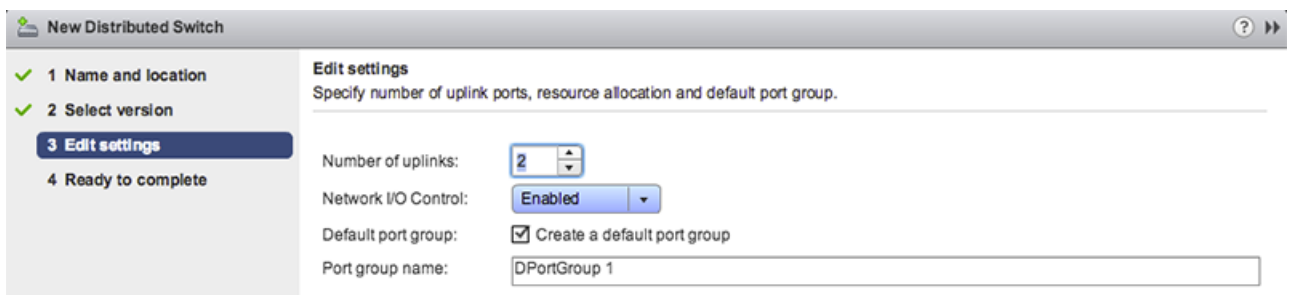 New Distributed Switch
?
1 Name and location
2 Select version
3 Edit settings
4 Ready to complete
Edit settings
Specify number of uplink ports, resource allocation and default port group.
Number of uplinks: 2
Network I/O Control: Enabled
Default port group: Create a default port group
Port group name: DPortGroup 1